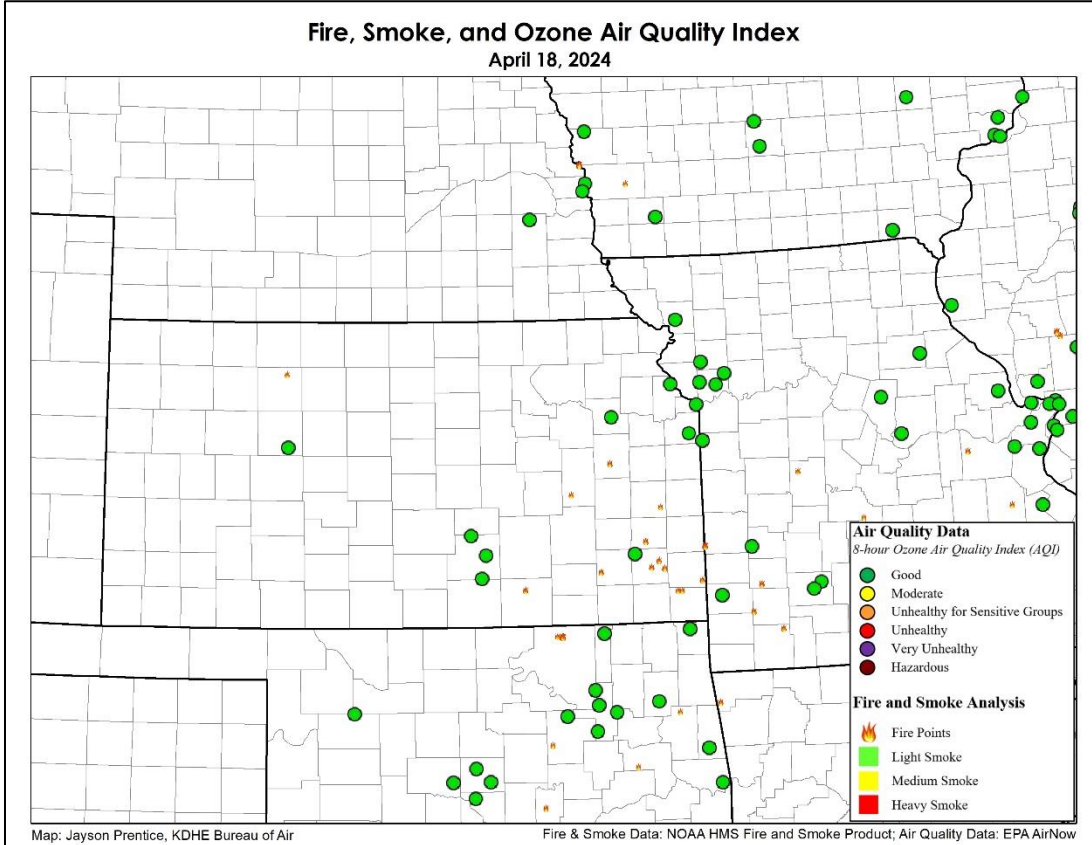 Fire, Smoke, and Ozone Air Quality Index
April 18, 2024
Air Quality Data
8-hour Ozone Air Quality Index (AQI)
Good
Moderate
Unhealthy for Sensitive Groups
Unhealthy
Very Unhealthy
Hazardous
Fire and Smoke Analysis
Fire Points
Light Smoke
Medium Smoke
Heavy Smoke
Map: Jayson Prentice, KDHE Bureau of Air
Fire & Smoke Data: NOAA HMS Fire and Smoke Product; Air Quality Data: EPA AirNow